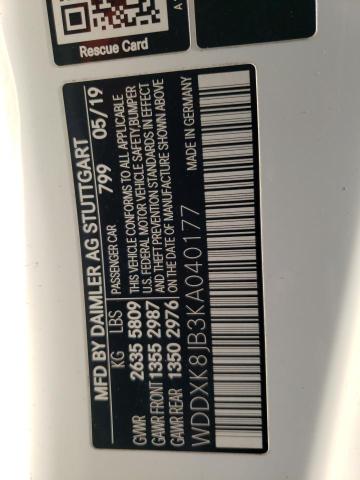 Rescue Card
MFD BY DAIMLER AG STUTTGART
PASSENGER CAR 799 05/19
KG LBS
GVWR 2635 5809
GAWR FRONT 1355 2987
GAWR REAR 1350 2976
THIS VEHICLE CONFORMS TO ALL APPLICABLE
U.S. FEDERAL MOTOR VEHICLE SAFETY,BUMPER
AND THEFT PREVENTION STANDARDS IN EFFECT
ON THE DATE OF MANUFACTURE SHOWN ABOVE
MADE IN GERMANY
WDDXK8JB3KA040177